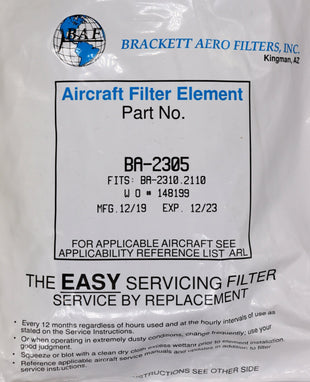 BAF
BRACKETT AERO FILTERS, INC.
Kingman, AZ
Aircraft Filter Element
Part No.
BA-2305
FITS: BA-2310.2110
W O # 148199
MFG.12/19 EXP. 12/23
FOR APPLICABLE AIRCRAFT SEE
APPLICABILITY REFERENCE LIST ARL
THE EASY SERVICING FILTER
SERVICE BY REPLACEMENT
• Every 12 months regardless of hours used and at the hourly intervals of use as
stated on the Service Instructions.
• Or when operating in extremely dusty conditions, change frequently; use your
good judgment.
• Squeeze or blot with a clean dry cloth excess wettant prior to element installation.
• Reference applicable aircraft service manuals and updates in addition to filter
service instructions.
INSTRUCTIONS SEE OTHER SIDE